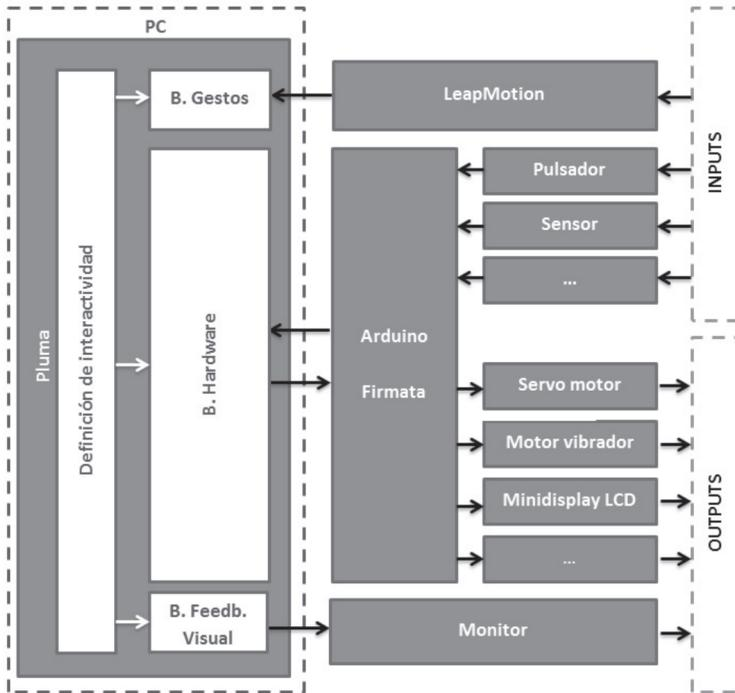 PC
Pluma
Definición de interactividad
B. Gestos
B. Hardware
B. Feedb.
Visual
LeapMotion
Arduino
Firmata
Pulsador
Sensor
...
Servo motor
Motor vibrador
Minidisplay LCD
...
Monitor
INPUTS
OUTPUTS